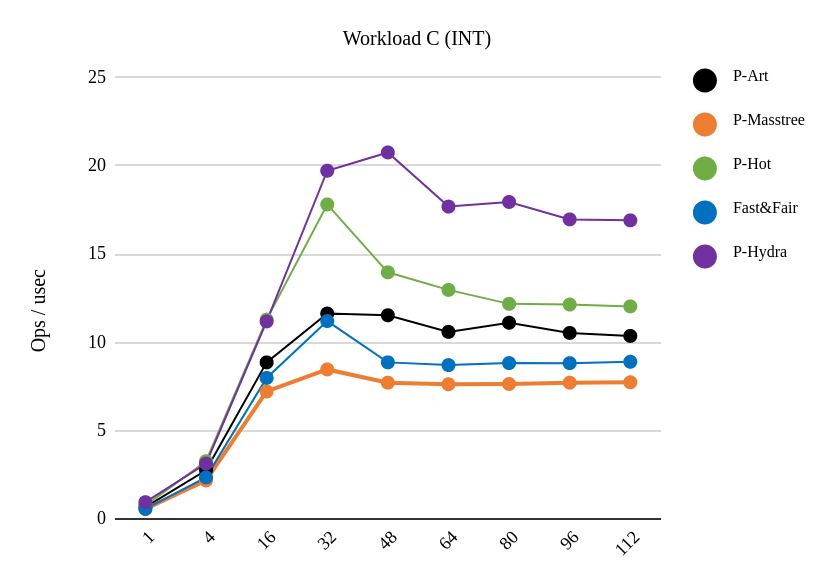 Workload C (INT)
25
20
15
10
5
0
Ops / usec
1
4
16
32
48
64
80
96
112
P-Art
P-Masstree
P-Hot
Fast&Fair
P-Hydra